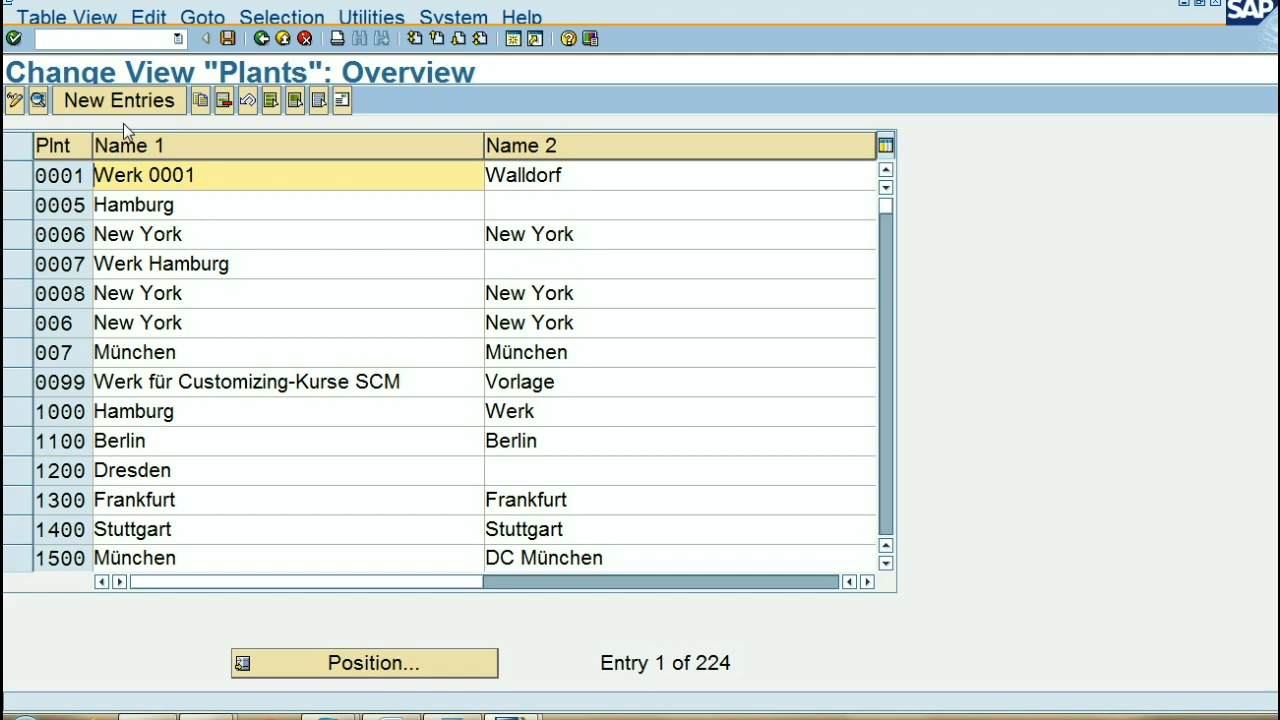 Table View Edit Goto Selection Utilities System Help
SAP
Change View "Plants": Overview
New Entries
Plnt Name 1 Name 2
0001 Werk 0001 Walldorf
0005 Hamburg
0006 New York New York
0007 Werk Hamburg
0008 New York New York
006 New York New York
007 München München
0099 Werk für Customizing-Kurse SCM Vorlage
1000 Hamburg Werk
1100 Berlin Berlin
1200 Dresden
1300 Frankfurt Frankfurt
1400 Stuttgart Stuttgart
1500 München DC München
Position... Entry 1 of 224